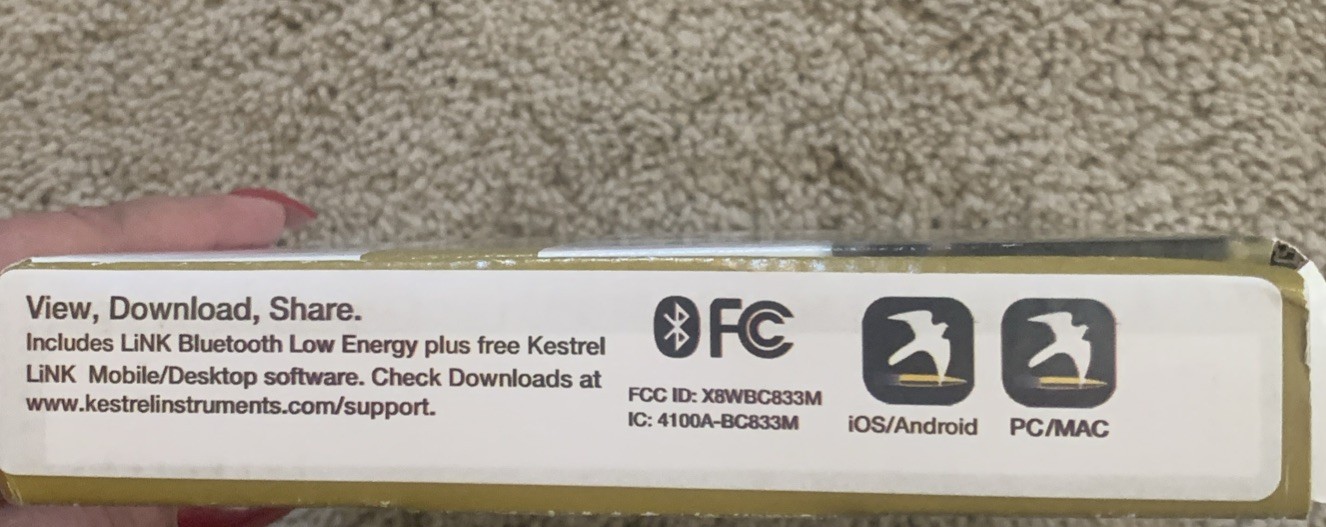 View, Download, Share.
Includes LiNK Bluetooth Low Energy plus free Kestrel
LiNK Mobile/Desktop software. Check Downloads at
www.kestrelinstruments.com/support.
FC
FCC ID: X8WBC833M
IC: 4100A-BC833M
iOS/Android
PC/MAC